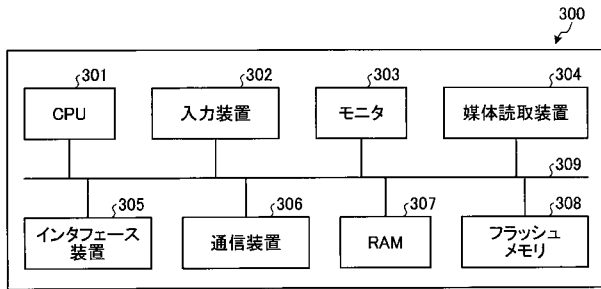 300
301
302
303
304
CPU
入力装置
モニタ
媒体読取装置
309
305
306
307
308
インタフェース
装置
通信装置
RAM
フラッシュ
メモリ